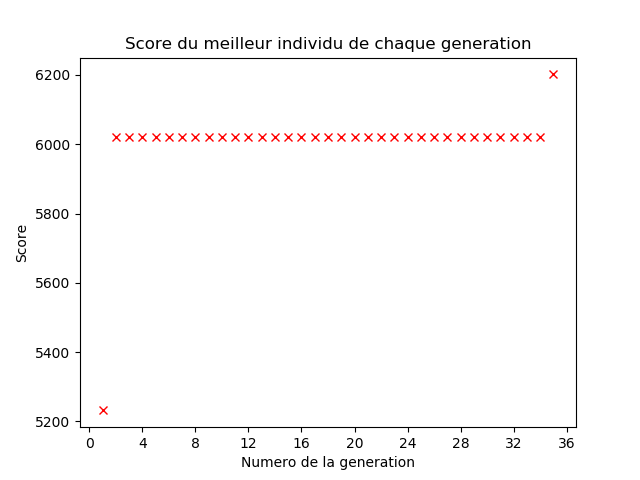 Score du meilleur individu de chaque generation
6200
6000
5800
5600
5400
5200
Score
0 4 8 12 16 20 24 28 32 36
Numero de la generation